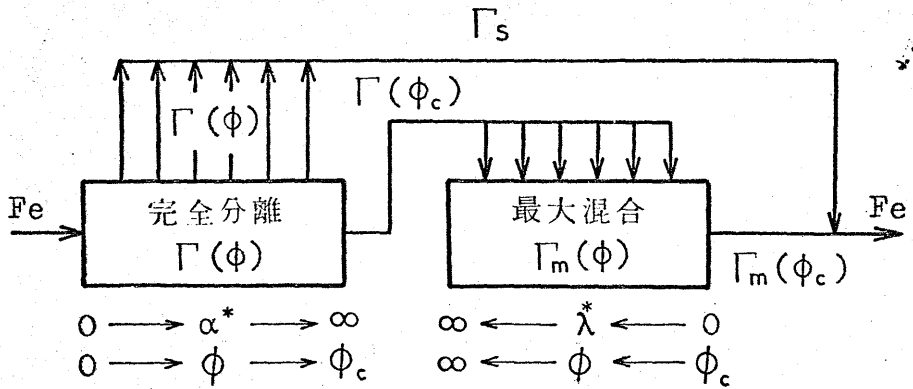 Γs
Γ(φc)
Γ(φ)
Fe
完全分離
Γ(φ)
最大混合
Γm(φ)
Fe
Γm(φc)
0 → α* → ∞
∞ ← λ* ← 0
0 → φ → φc
∞ ← φ ← φc
*